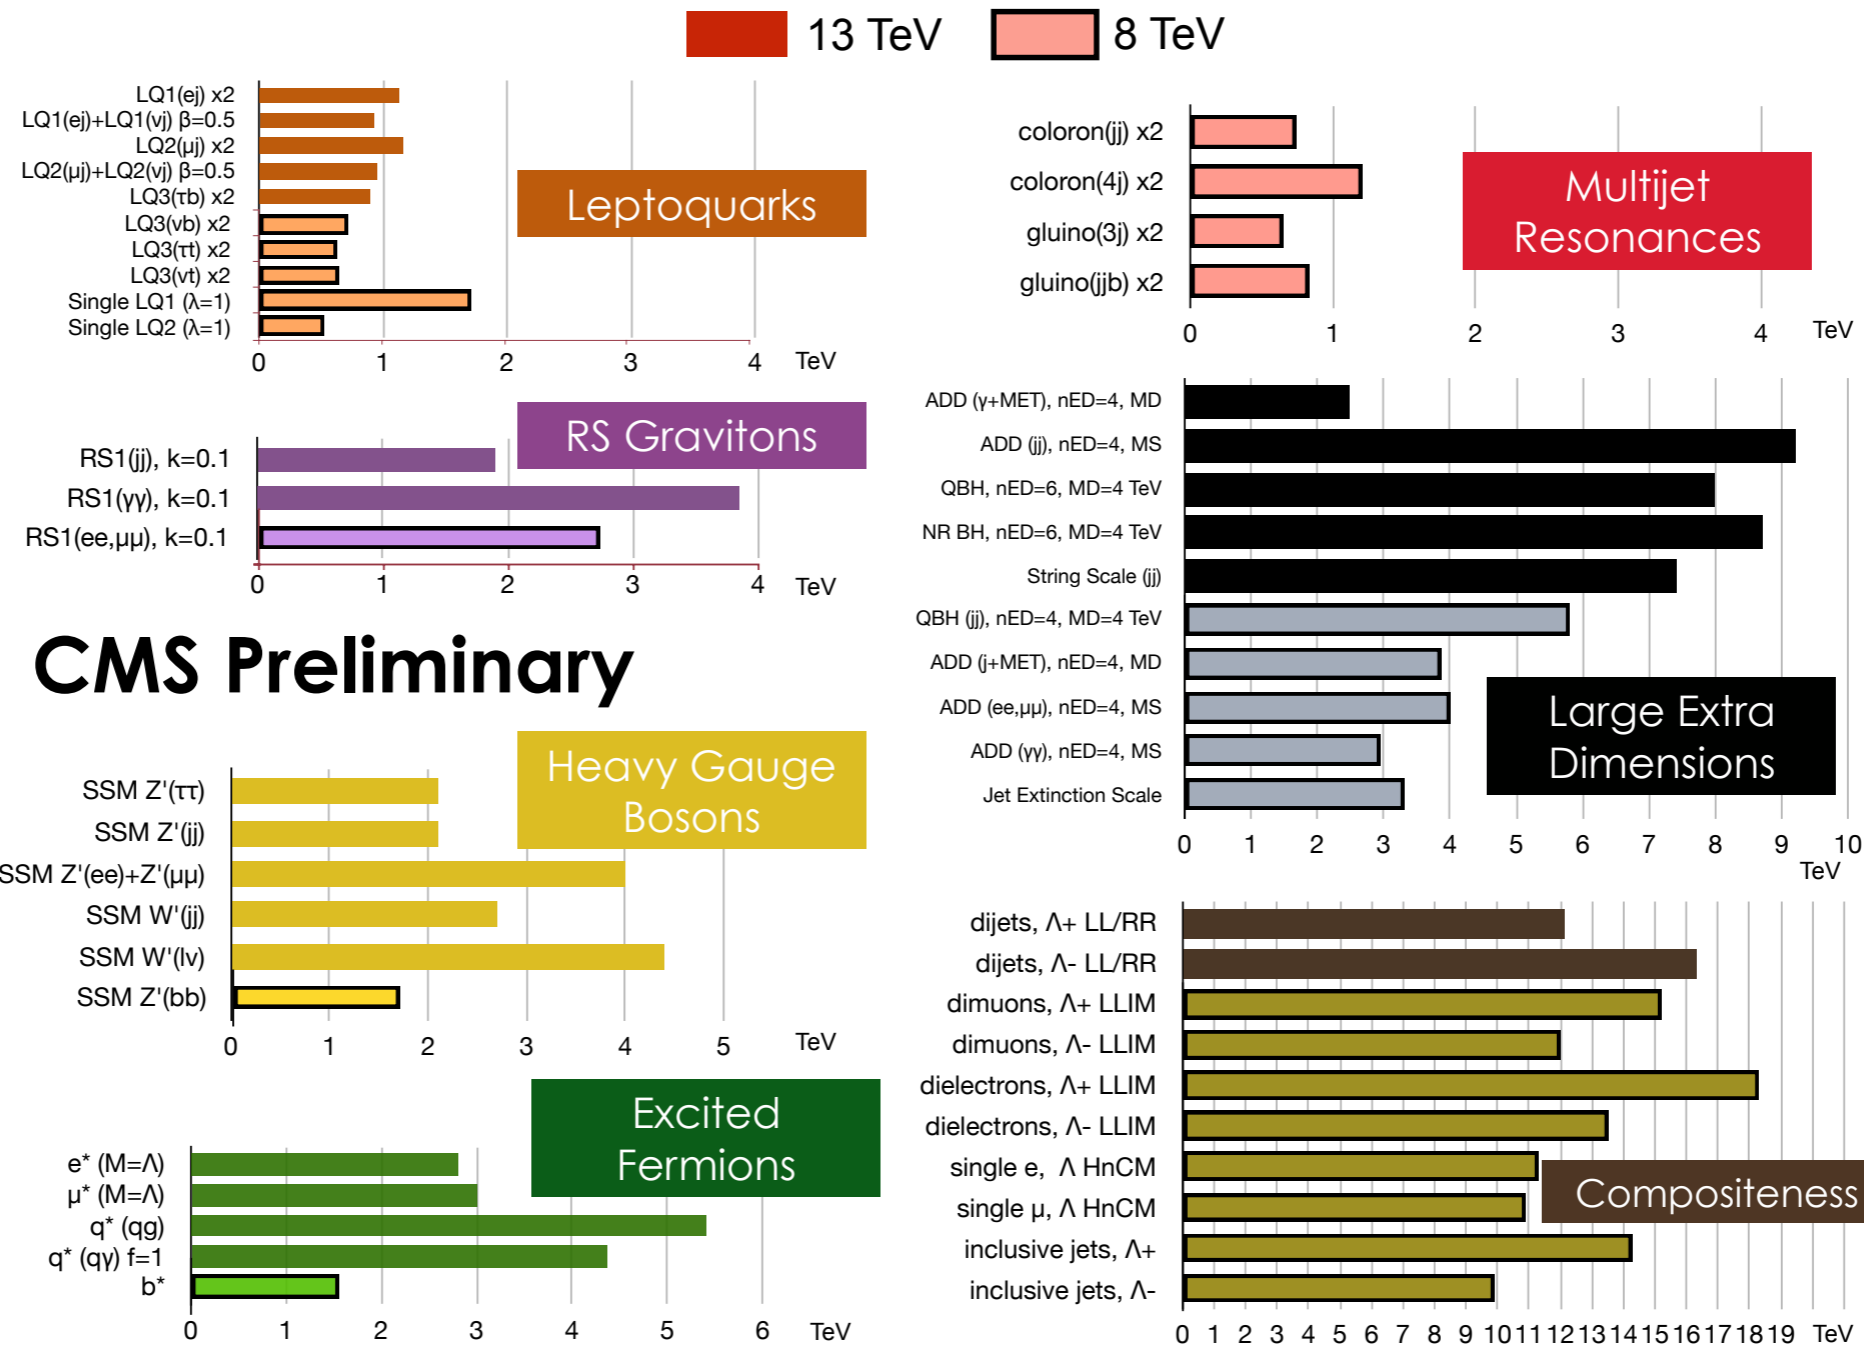 13 TeV
8 TeV
LQ1(ej) x2
LQ1(ej)+LQ1(νj) β=0.5
LQ2(μj) x2
LQ2(μj)+LQ2(νj) β=0.5
LQ3(τb) x2
LQ3(νb) x2
LQ3(τt) x2
LQ3(νt) x2
Single LQ1 (λ=1)
Single LQ2 (λ=1)
0 1 2 3 4 TeV
Leptoquarks
RS Gravitons
RS1(jj), k=0.1
RS1(γγ), k=0.1
RS1(ee,μμ), k=0.1
0 1 2 3 4 TeV
CMS Preliminary
Heavy Gauge
Bosons
SSM Z'(ττ)
SSM Z'(jj)
SSM Z'(ee)+Z'(μμ)
SSM W'(jj)
SSM W'(lν)
SSM Z'(bb)
0 1 2 3 4 5 TeV
Excited
Fermions
e* (M=Λ)
μ* (M=Λ)
q* (qg)
q* (qγ) f=1
b*
0 1 2 3 4 5 6 TeV
coloron(jj) x2
coloron(4j) x2
gluino(3j) x2
gluino(jjb) x2
0 1 2 3 4 TeV
Multijet
Resonances
ADD (γ+MET), nED=4, MD
ADD (jj), nED=4, MS
QBH, nED=6, MD=4 TeV
NR BH, nED=6, MD=4 TeV
String Scale (jj)
QBH (jj), nED=4, MD=4 TeV
ADD (j+MET), nED=4, MD
ADD (ee,μμ), nED=4, MS
ADD (γγ), nED=4, MS
Jet Extinction Scale
0 1 2 3 4 5 6 7 8 9 10
TeV
Large Extra
Dimensions
dijets, Λ+ LL/RR
dijets, Λ- LL/RR
dimuons, Λ+ LLIM
dimuons, Λ- LLIM
dielectrons, Λ+ LLIM
dielectrons, Λ- LLIM
single e, Λ HnCM
single μ, Λ HnCM
inclusive jets, Λ+
inclusive jets, Λ-
0 1 2 3 4 5 6 7 8 9 10 11 12 13 14 15 16 17 18 19 TeV
Compositeness